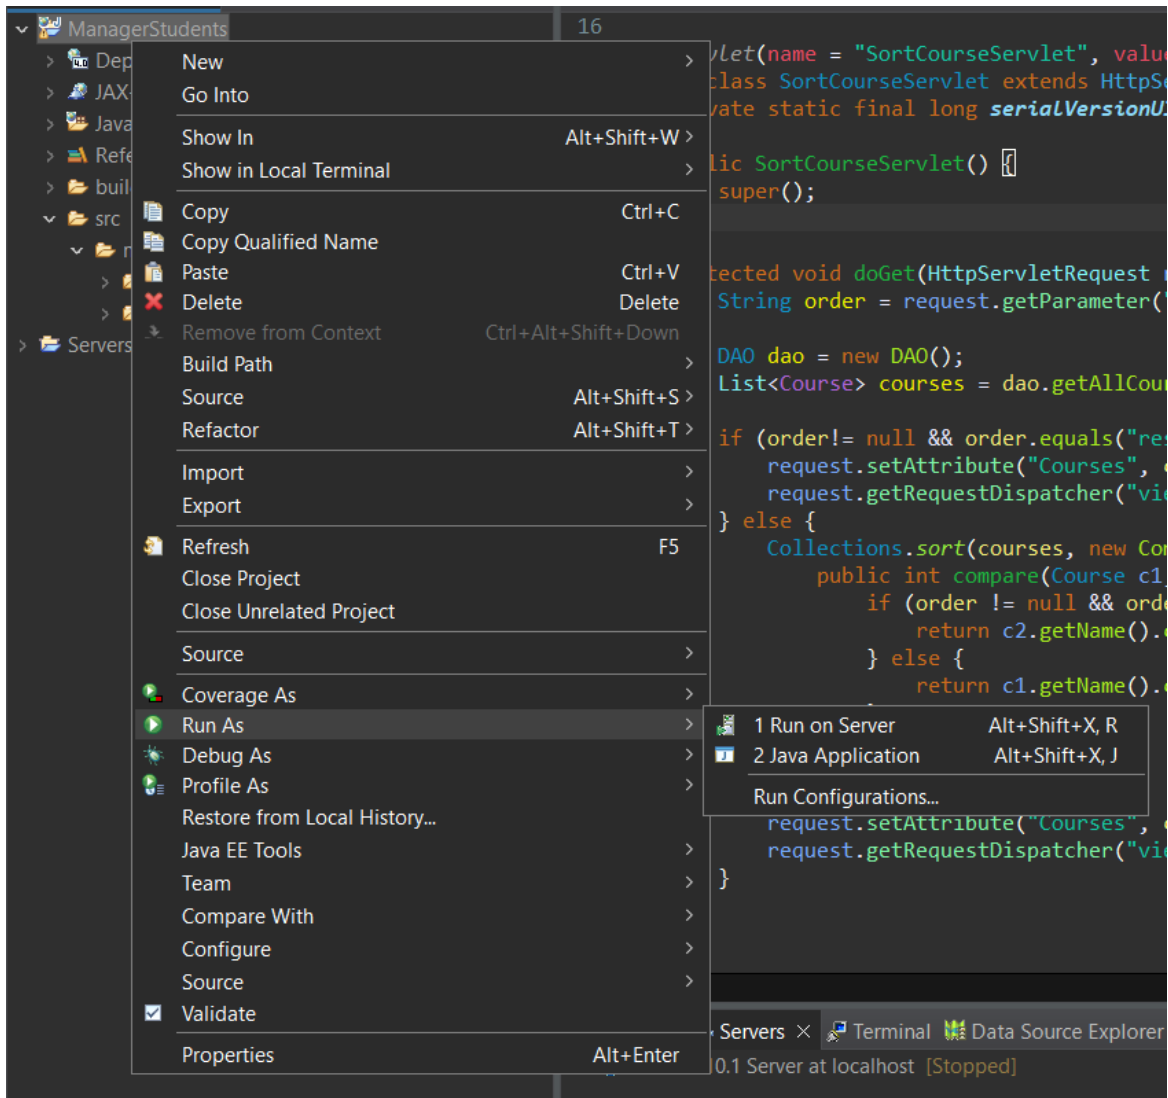 ManagerStudents
Dep
JAX-
Java
Refe
buil
src
Servers
New
Go Into
Show In Alt+Shift+W
Show in Local Terminal
Copy Ctrl+C
Copy Qualified Name
Paste Ctrl+V
Delete Delete
Remove from Context Ctrl+Alt+Shift+Down
Build Path
Source Alt+Shift+S
Refactor Alt+Shift+T
Import
Export
Refresh F5
Close Project
Close Unrelated Project
Source
Coverage As
Run As
Debug As
Profile As
Restore from Local History...
Java EE Tools
Team
Compare With
Configure
Source
Validate
Properties Alt+Enter
1 Run on Server Alt+Shift+X, R
2 Java Application Alt+Shift+X, J
Run Configurations...
16
vlet(name = "SortCourseServlet", value
class SortCourseServlet extends HttpSe
vate static final long serialVersionU
lic SortCourseServlet() {
super();
tected void doGet(HttpServletRequest
String order = request.getParameter("
DAO dao = new DAO();
List<Course> courses = dao.getAllCour
if (order!= null && order.equals("res
request.setAttribute("Courses",
request.getRequestDispatcher("vie
} else {
Collections.sort(courses, new Com
public int compare(Course c1,
if (order != null && orde
return c2.getName().
} else {
return c1.getName().
request.setAttribute("Courses",
request.getRequestDispatcher("vie
}
Servers Terminal Data Source Explorer
10.1 Server at localhost [Stopped]